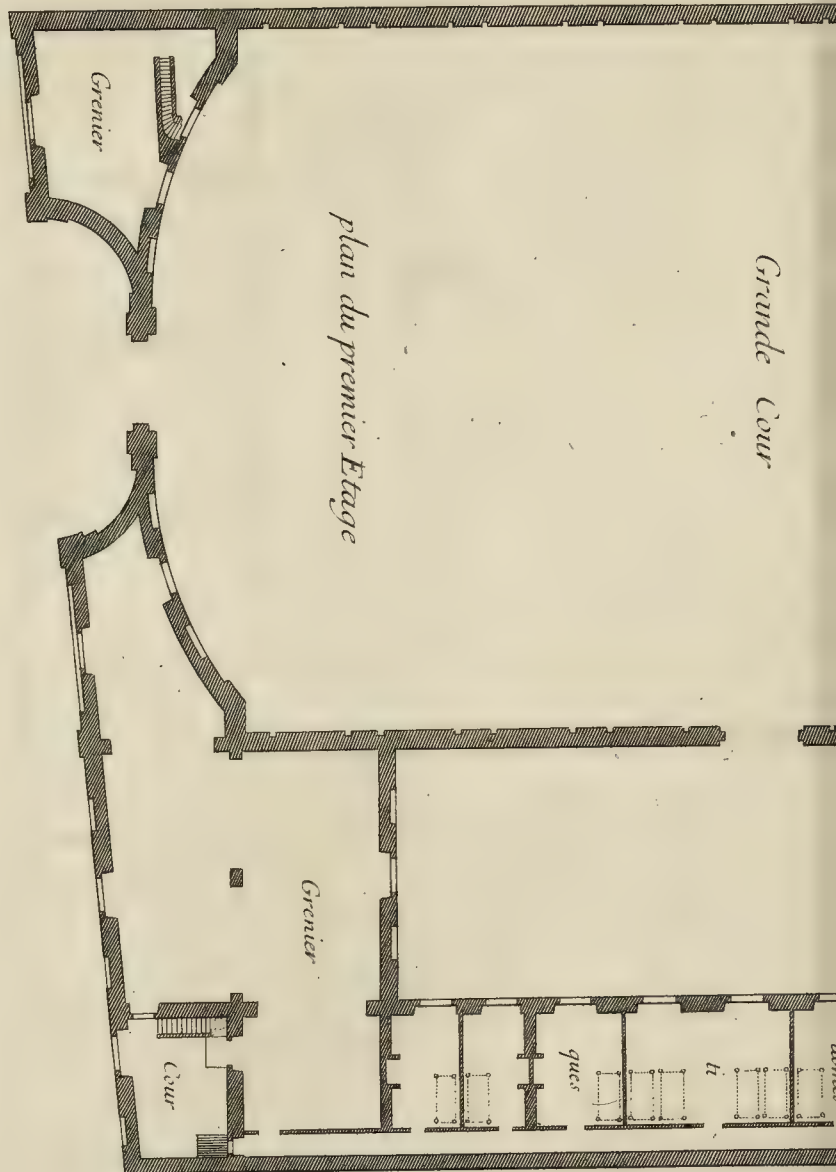 Grande Cour
ti
ques
plan du premier Etage
Grenier
Cour
Grenier